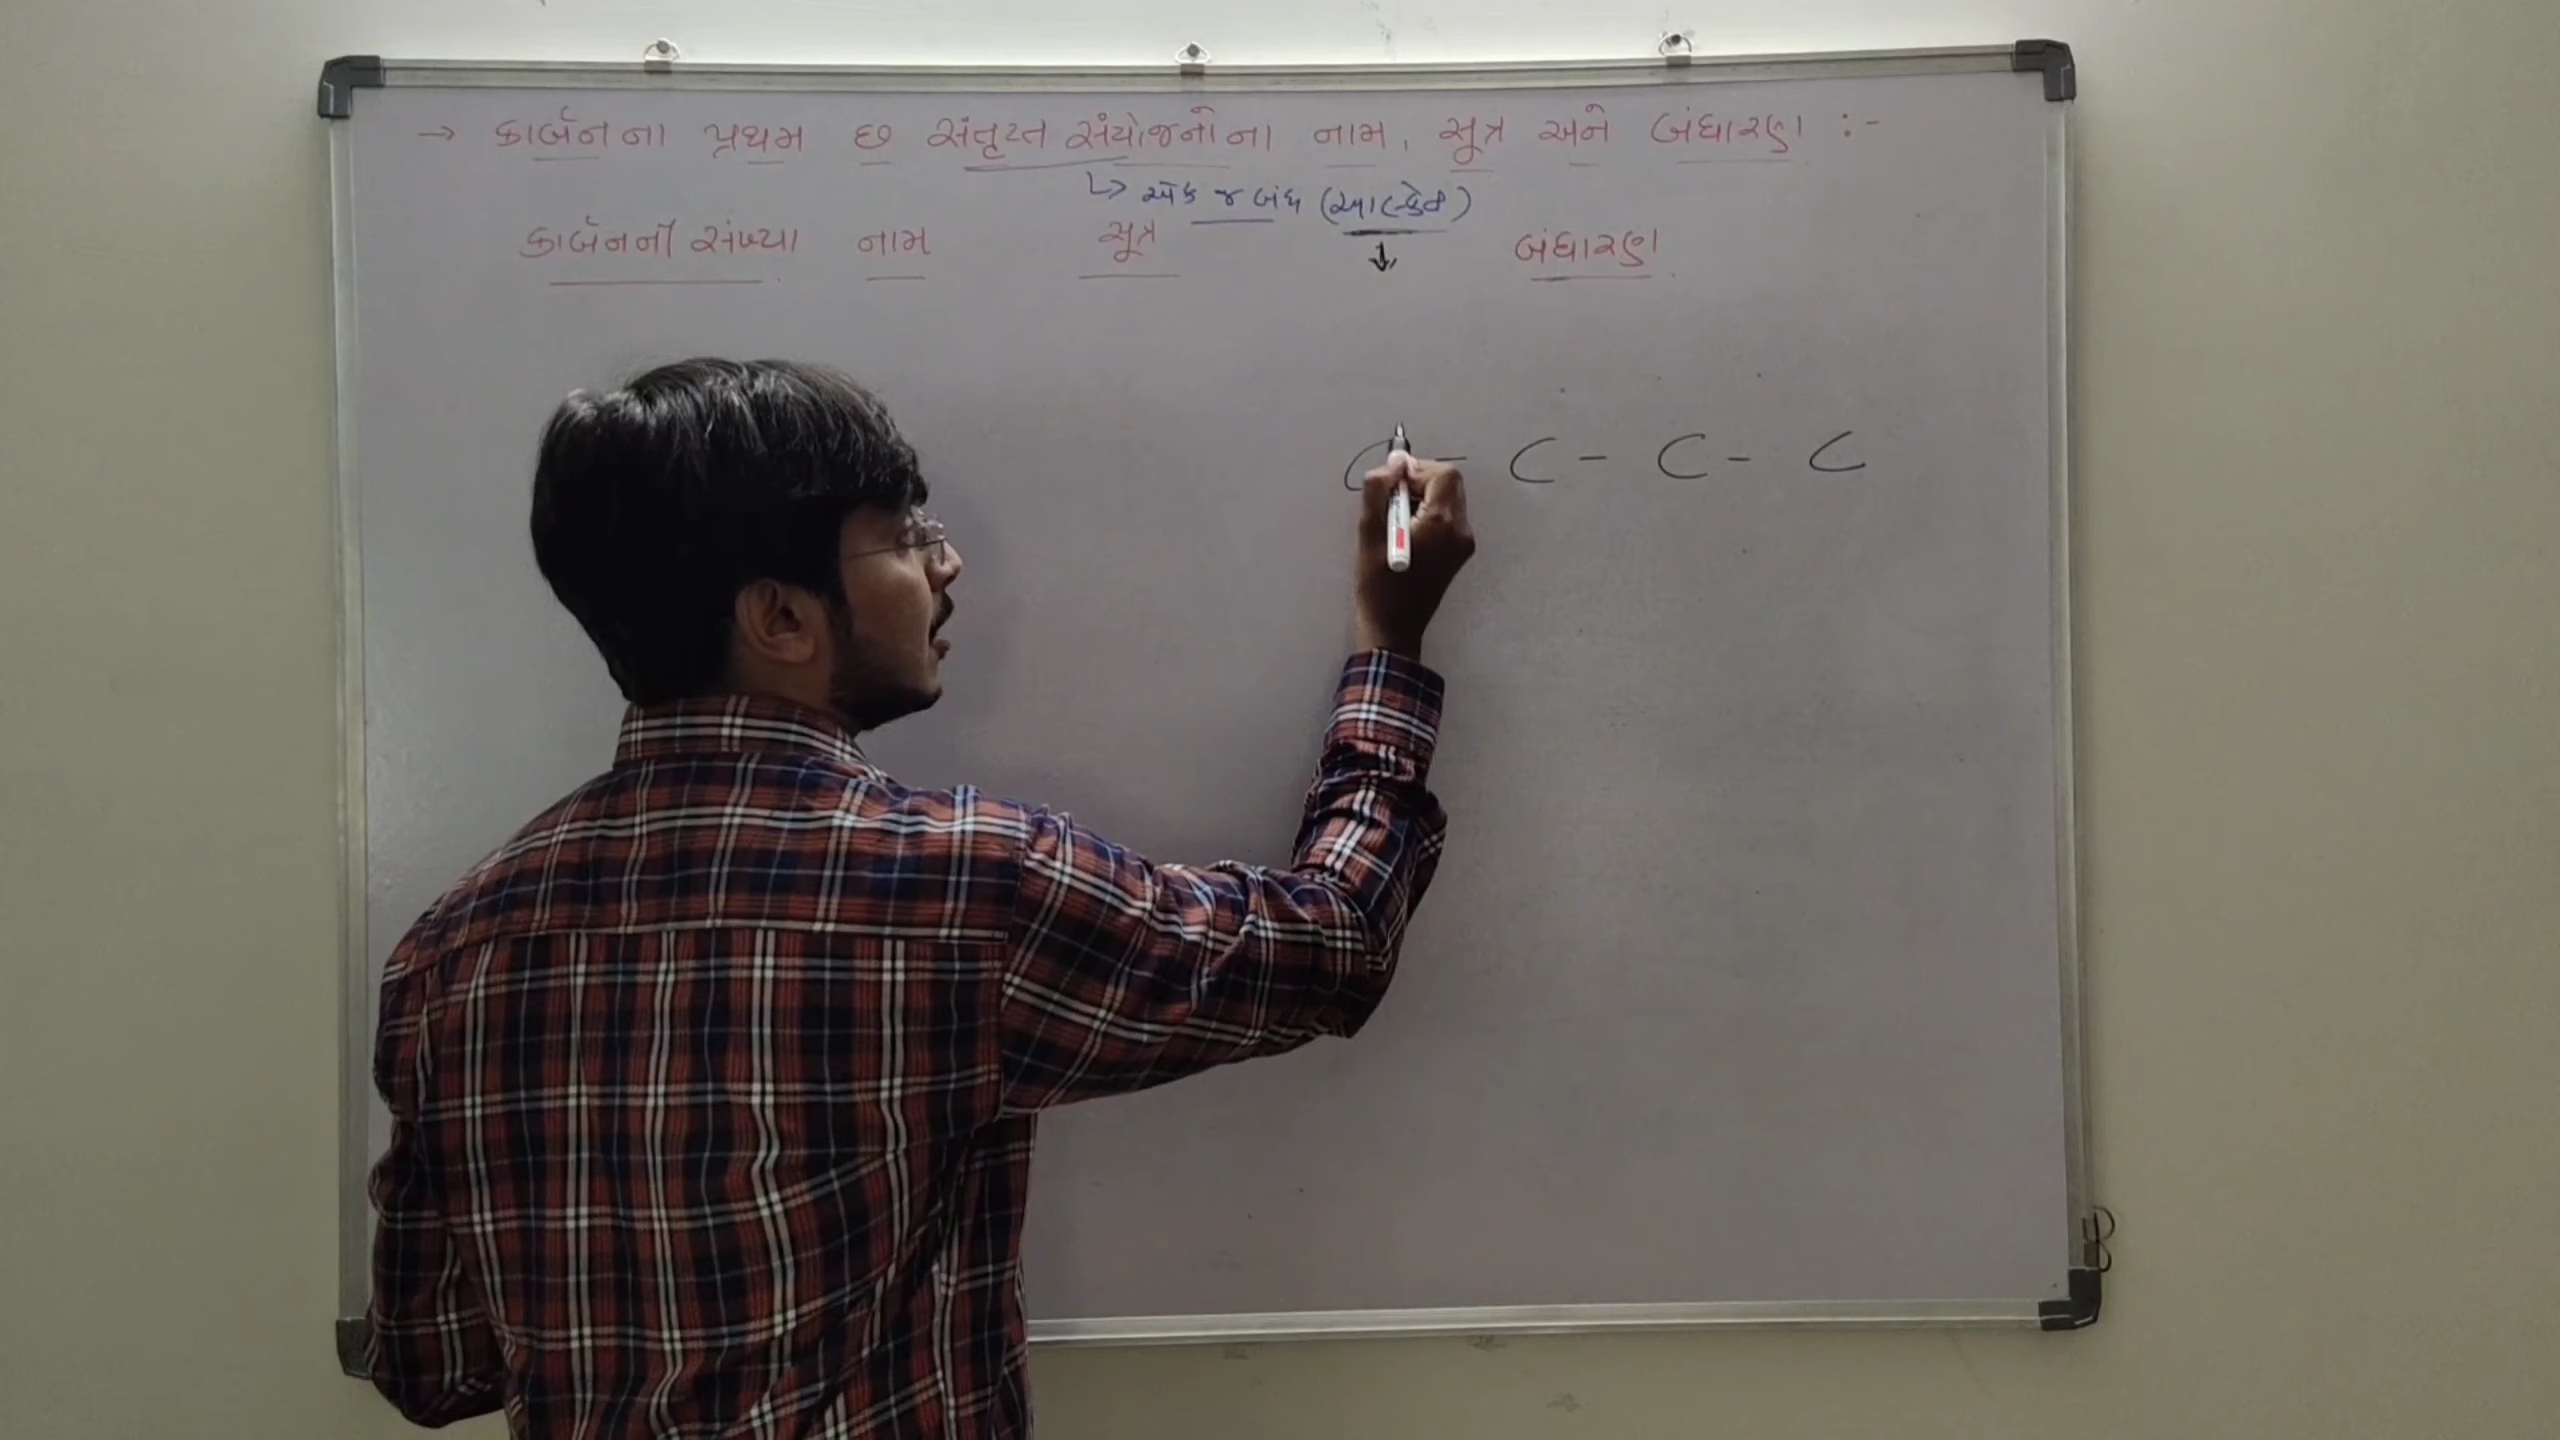 → કાર્બનના પ્રથમ છ સંતૃપ્ત સંયોજનોના નામ, સૂત્ર અને બંધારણ :-
↳ એક જ બંધ (આલ્કેન)
કાર્બનની સંખ્યા નામ સૂત્ર ↓ બંધારણ
C - C - C - C